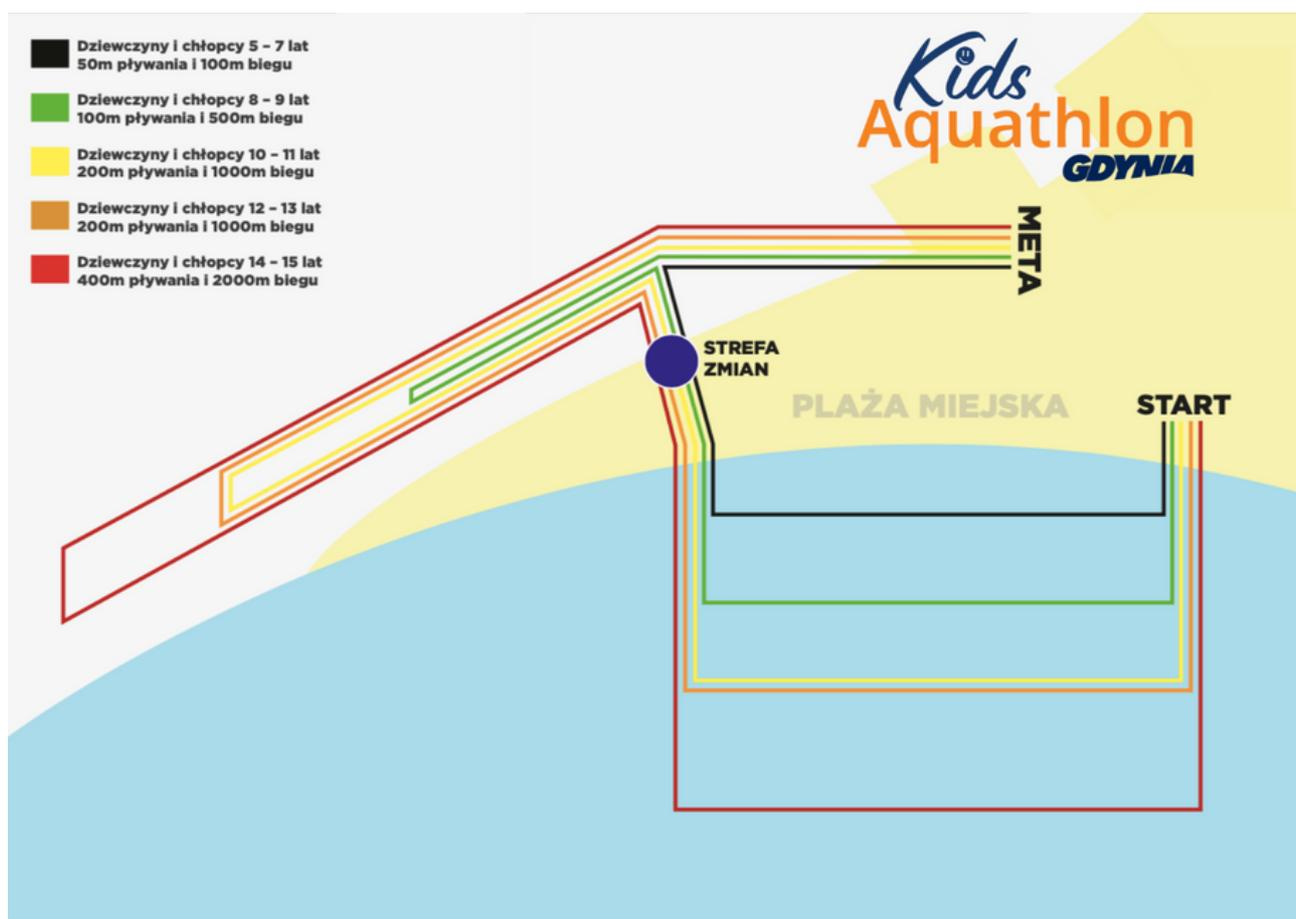 Dziewczyny i chłopcy 5 – 7 lat
50m pływania i 100m biegu
Dziewczyny i chłopcy 8 – 9 lat
100m pływania i 500m biegu
Dziewczyny i chłopcy 10 – 11 lat
200m pływania i 1000m biegu
Dziewczyny i chłopcy 12 – 13 lat
200m pływania i 1000m biegu
Dziewczyny i chłopcy 14 – 15 lat
400m pływania i 2000m biegu
Kids
Aquathlon
GDYNIA
META
STREFA
ZMIAN
PLAŻA MIEJSKA
START